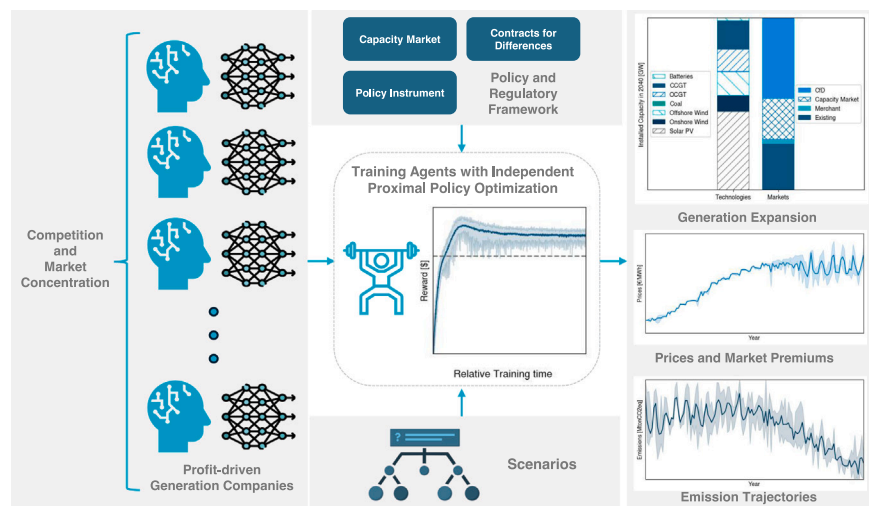 Competition
and
Market
Concentration
Profit-driven
Generation Companies
Capacity Market
Contracts for
Differences
Policy Instrument
Policy and
Regulatory
Framework
Training Agents with Independent
Proximal Policy Optimization
Reward [$]
Relative Training time
?
Scenarios
Installed Capacity in 2040 [GW]
Batteries
CCGT
OCGT
Coal
Offshore Wind
Onshore Wind
Solar PV
CfD
Capacity Market
Merchant
Existing
Technologies
Markets
Generation Expansion
Prices [€/MWh]
Year
Prices and Market Premiums
Emissions [MtonCO2eq]
Year
Emission Trajectories